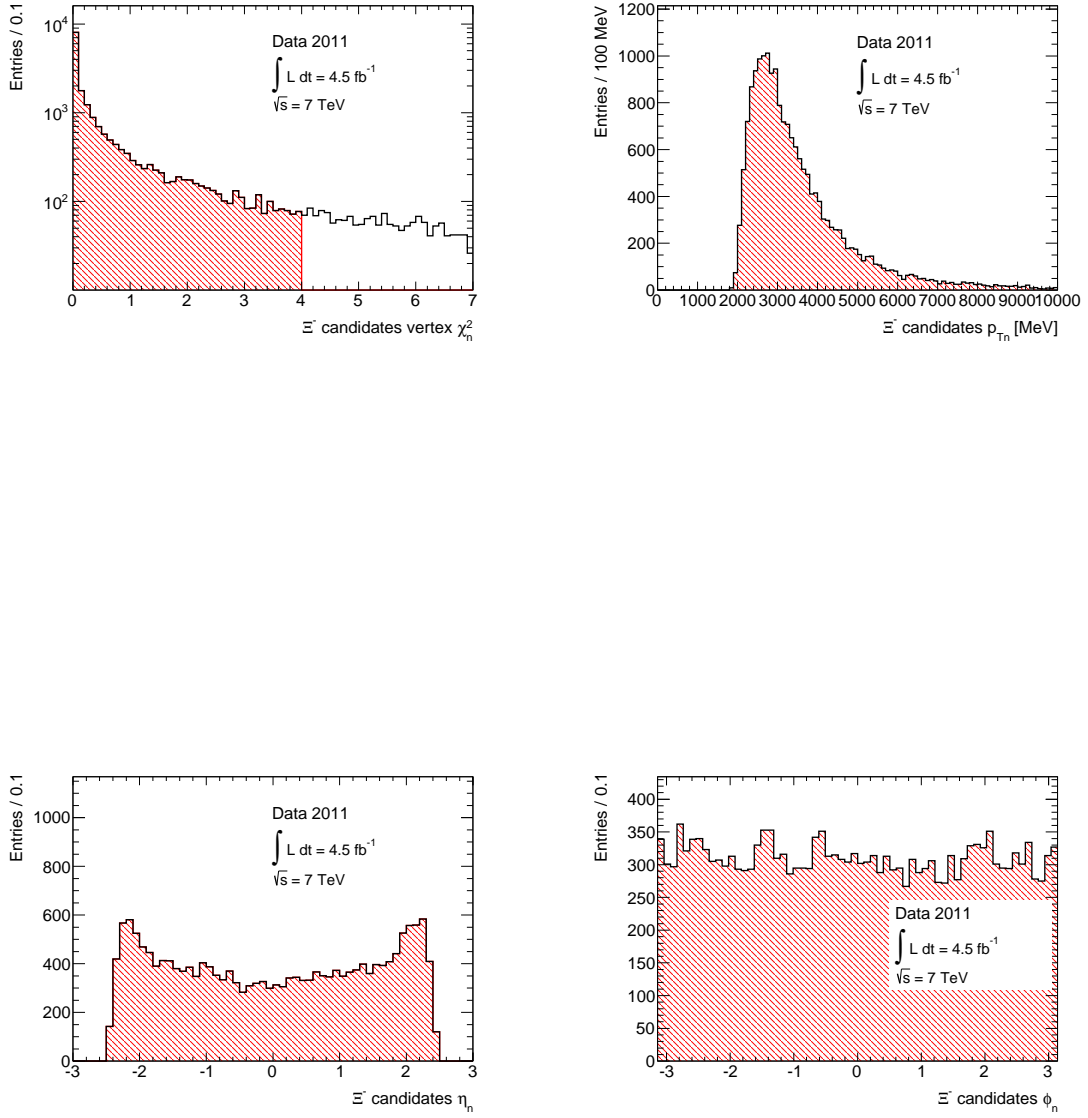 Entries / 0.1
10⁴
10³
10²
0 1 2 3 4 5 6 7
Ξ⁻ candidates vertex χ²ₙ
Data 2011
∫ L dt = 4.5 fb⁻¹
√s = 7 TeV
Entries / 100 MeV
1200
1000
800
600
400
200
0
0 1000 2000 3000 4000 5000 6000 7000 8000 9000 10000
Ξ⁻ candidates p_Tn [MeV]
Data 2011
∫ L dt = 4.5 fb⁻¹
√s = 7 TeV
Entries / 0.1
1000
800
600
400
200
0
-3 -2 -1 0 1 2 3
Ξ⁻ candidates ηₙ
Data 2011
∫ L dt = 4.5 fb⁻¹
√s = 7 TeV
Entries / 0.1
400
350
300
250
200
150
100
50
0
-3 -2 -1 0 1 2 3
Ξ⁻ candidates ϕₙ
Data 2011
∫ L dt = 4.5 fb⁻¹
√s = 7 TeV